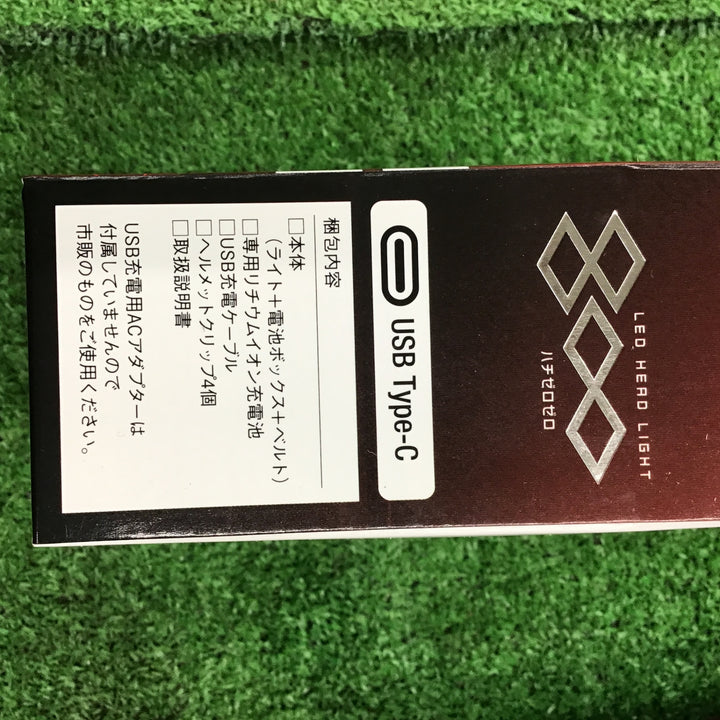 LED HEAD LIGHT
800
ハチゼロゼロ
USB Type-C
梱包内容
□本体
（ライト＋電池ボックス＋ベルト）
□専用リチウムイオン充電池
□USB充電ケーブル
□ヘルメットクリップ4個
□取扱説明書
USB充電用ACアダプターは
付属していませんので
市販のものをご使用ください。